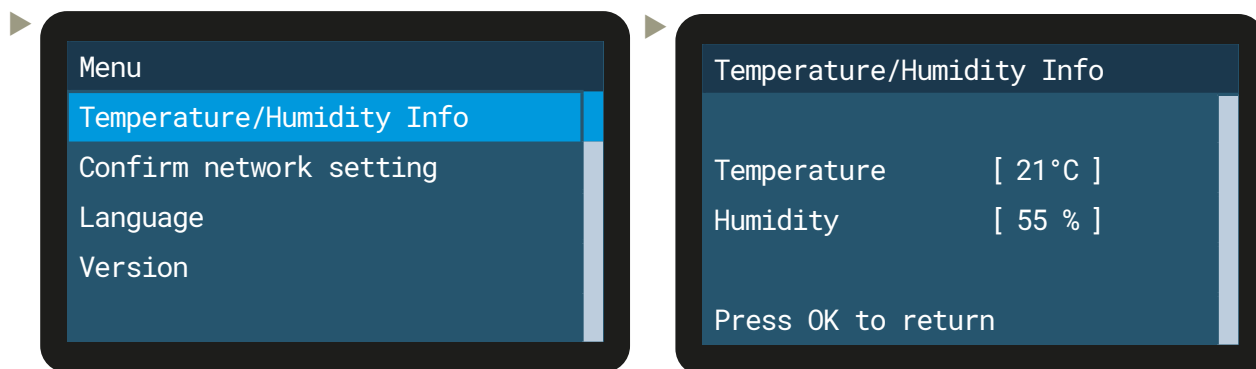 Menu
Temperature/Humidity Info
Confirm network setting
Language
Version
Temperature/Humidity Info
Temperature [ 21°C ]
Humidity [ 55 % ]
Press OK to return